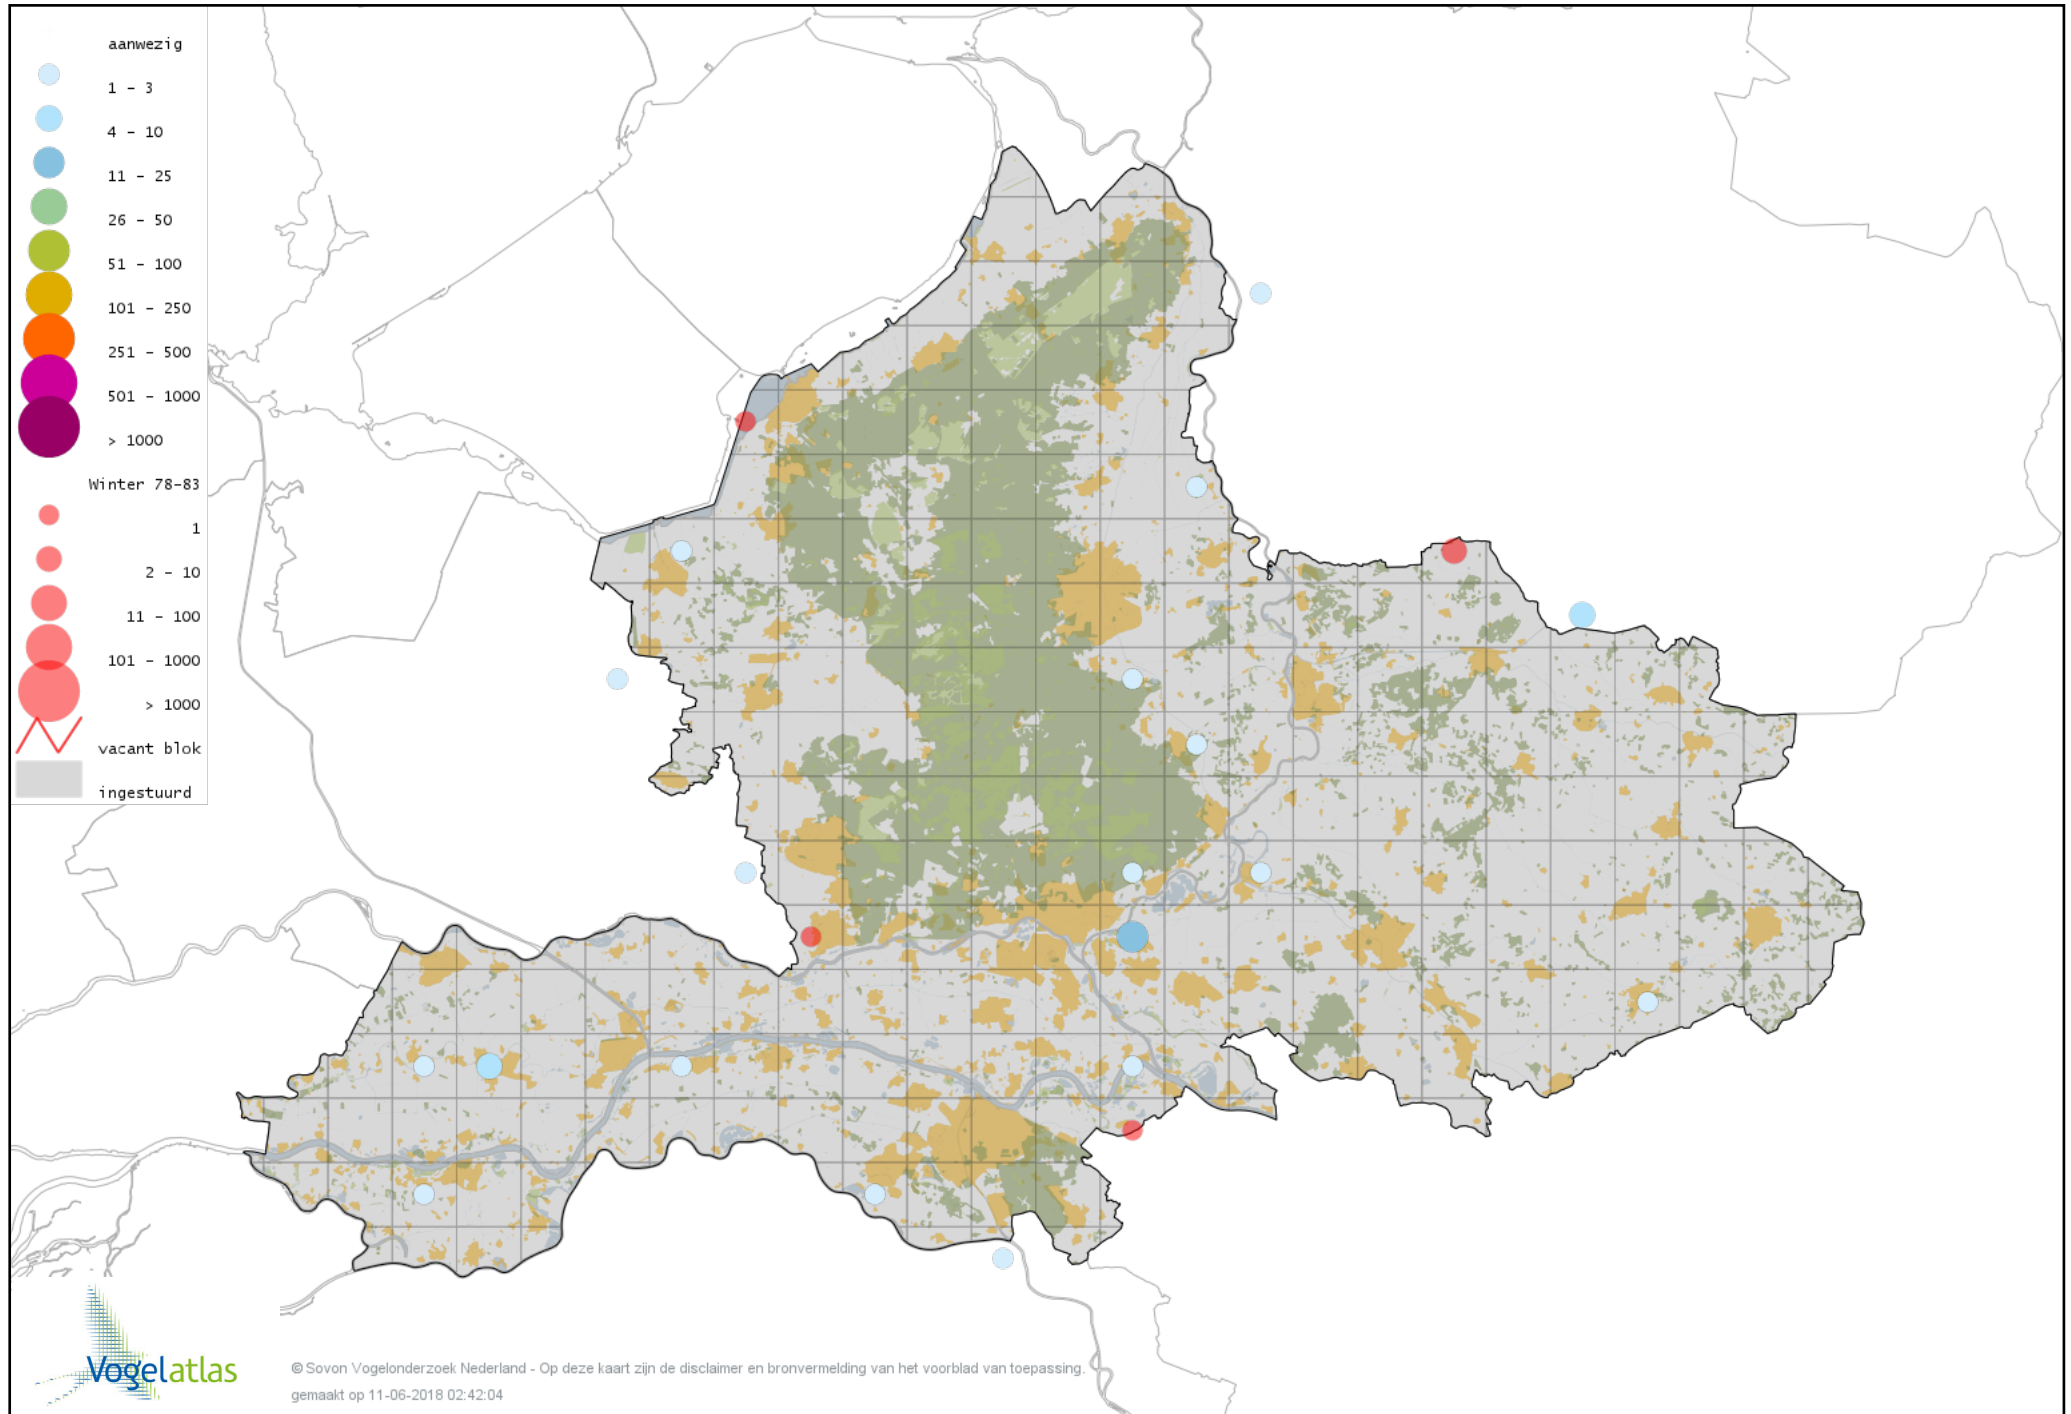 aanwezig
1 - 3
4 - 10
11 - 25
26 - 50
51 - 100
101 - 250
251 - 500
501 - 1000
> 1000
Winter 78-83
1
2 - 10
11 - 100
101 - 1000
> 1000
vacant blok
ingestuurd
Vogelatlas
© Sovon Vogelonderzoek Nederland - Op deze kaart zijn de disclaimer en bronvermelding van het voorblad van toepassing.
gemaakt op 11-06-2018 02:42:04